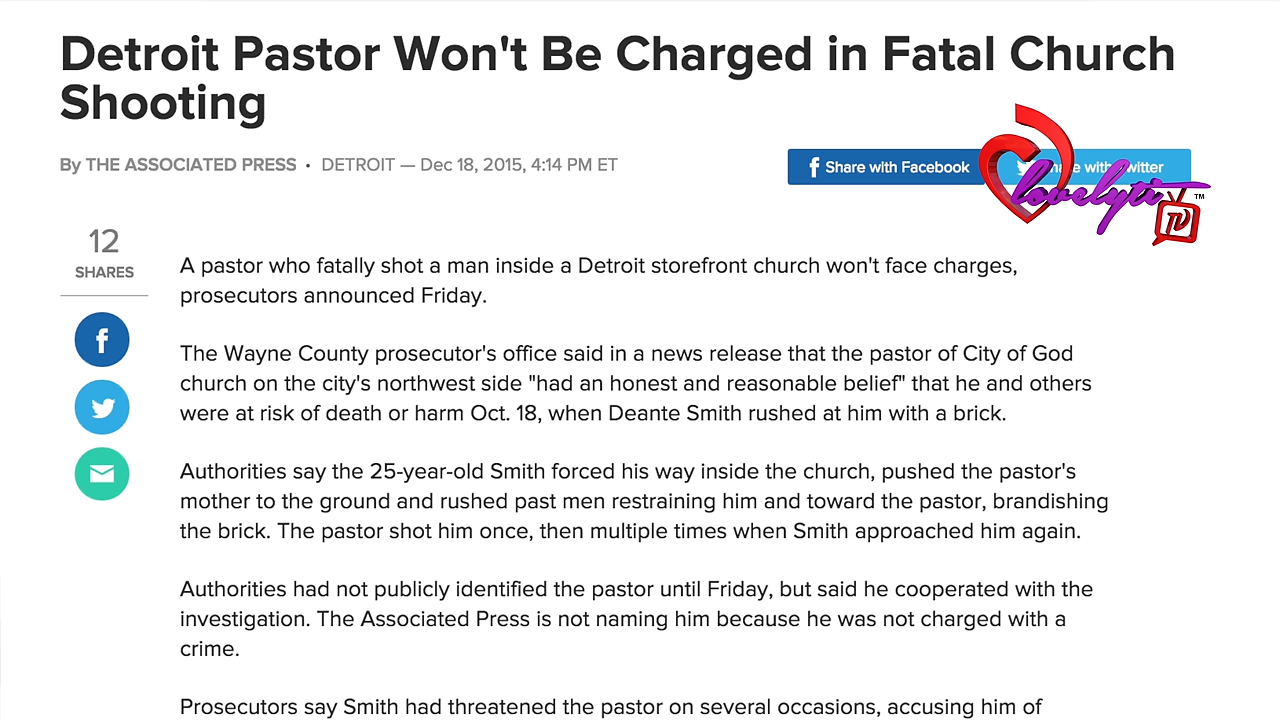 Detroit Pastor Won't Be Charged in Fatal Church
Shooting
By THE ASSOCIATED PRESS • DETROIT — Dec 18, 2015, 4:14 PM ET
Share with Facebook
with
lovelyti
TM
TV
12
SHARES
A pastor who fatally shot a man inside a Detroit storefront church won't face charges,
prosecutors announced Friday.
The Wayne County prosecutor's office said in a news release that the pastor of City of God
church on the city's northwest side "had an honest and reasonable belief" that he and others
were at risk of death or harm Oct. 18, when Deante Smith rushed at him with a brick.
Authorities say the 25-year-old Smith forced his way inside the church, pushed the pastor's
mother to the ground and rushed past men restraining him and toward the pastor, brandishing
the brick. The pastor shot him once, then multiple times when Smith approached him again.
Authorities had not publicly identified the pastor until Friday, but said he cooperated with the
investigation. The Associated Press is not naming him because he was not charged with a
crime.
Prosecutors say Smith had threatened the pastor on several occasions, accusing him of